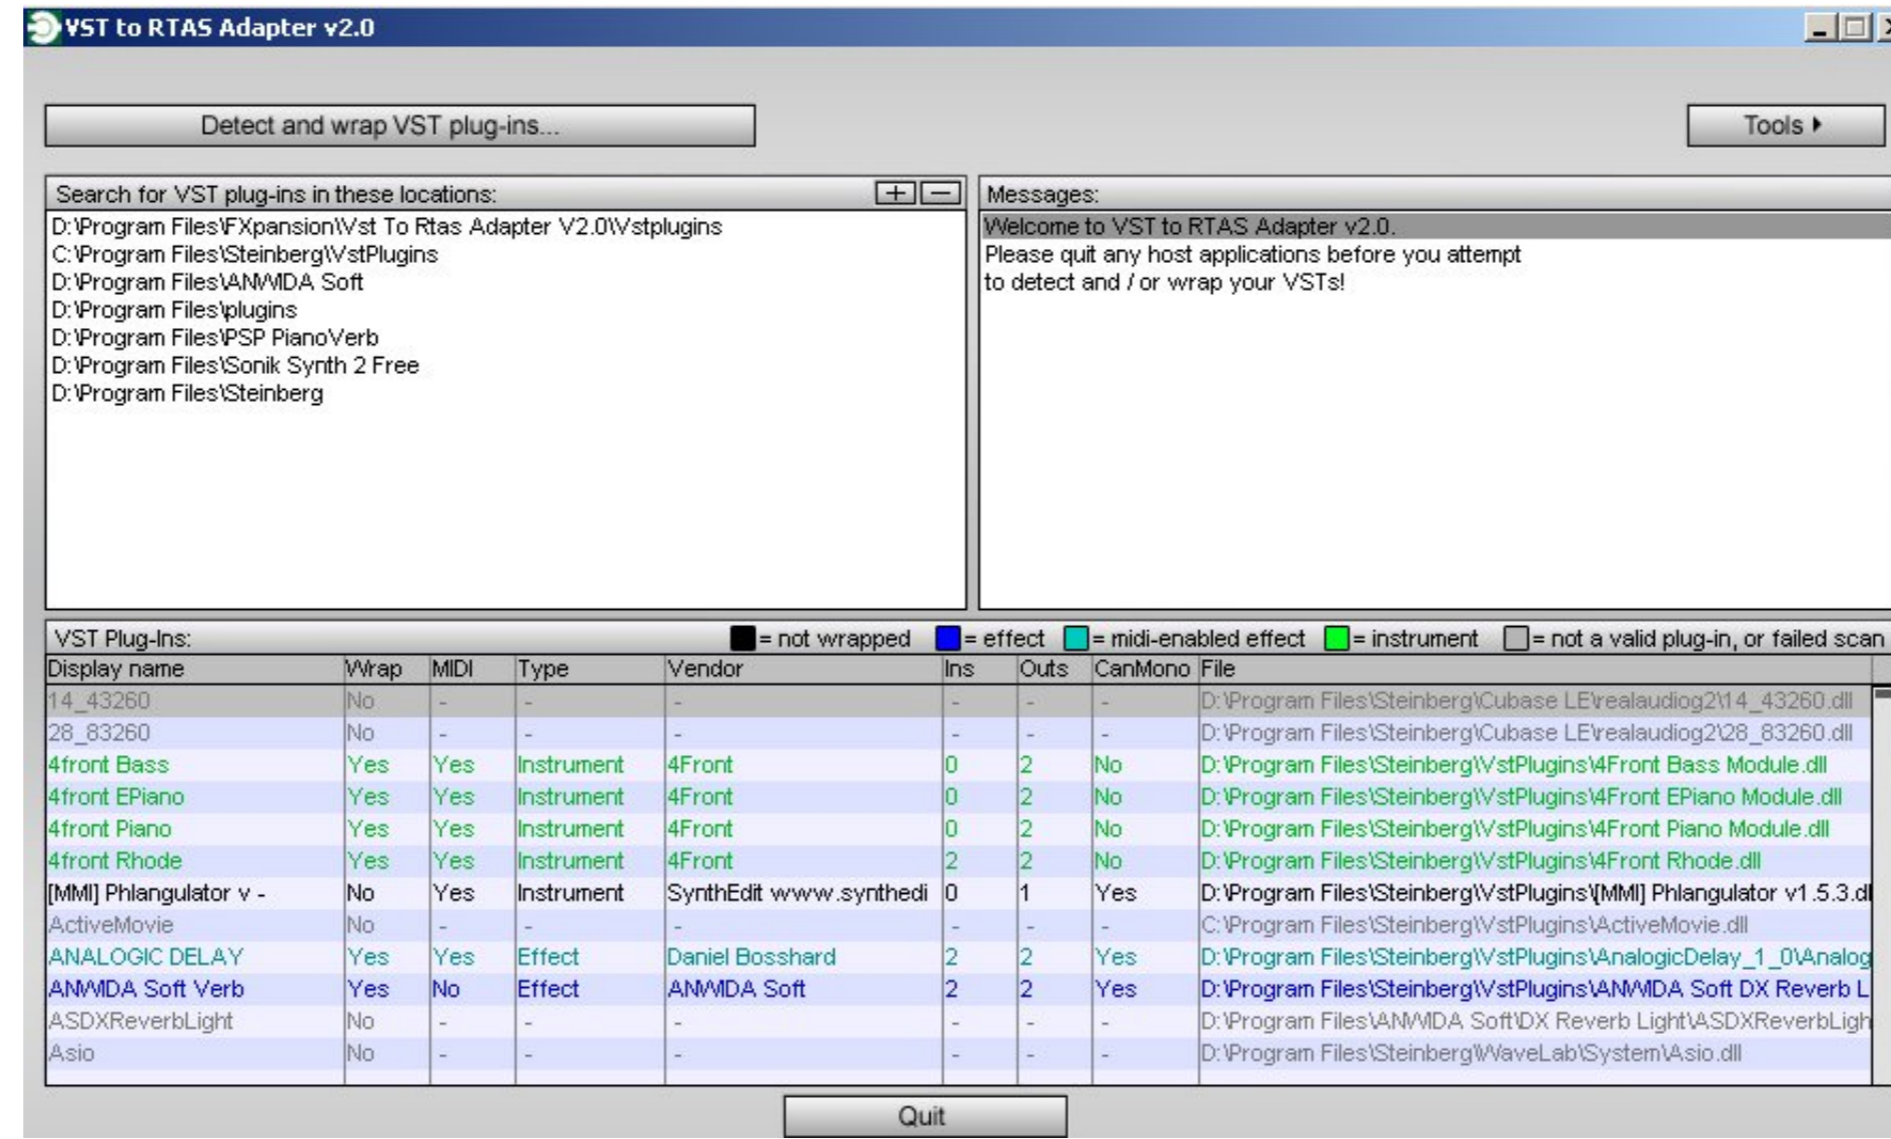 VST to RTAS Adapter v2.0
Detect and wrap VST plug-ins...
Tools
Search for VST plug-ins in these locations:
D:\Program Files\FXpansion\Vst To Rtas Adapter V2.0\Vstplugins
C:\Program Files\Steinberg\VstPlugins
D:\Program Files\ANWIDA Soft
D:\Program Files\plugins
D:\Program Files\PSP PianoVerb
D:\Program Files\Sonik Synth 2 Free
D:\Program Files\Steinberg
Messages:
Welcome to VST to RTAS Adapter v2.0.
Please quit any host applications before you attempt
to detect and / or wrap your VSTs!
VST Plug-Ins: = not wrapped = effect = midi-enabled effect = instrument = not a valid plug-in, or failed scan
Display name Wrap MIDI Type Vendor Ins Outs CanMono File
14_43260 No - - - - - - D:\Program Files\Steinberg\Cubase LE\realaudiog2\14_43260.dll
28_83260 No - - - - - - D:\Program Files\Steinberg\Cubase LE\realaudiog2\28_83260.dll
4front Bass Yes Yes Instrument 4Front 0 2 No D:\Program Files\Steinberg\VstPlugins\4Front Bass Module.dll
4front EPiano Yes Yes Instrument 4Front 0 2 No D:\Program Files\Steinberg\VstPlugins\4Front EPiano Module.dll
4front Piano Yes Yes Instrument 4Front 0 2 No D:\Program Files\Steinberg\VstPlugins\4Front Piano Module.dll
4front Rhode Yes Yes Instrument 4Front 2 2 No D:\Program Files\Steinberg\VstPlugins\4Front Rhode.dll
[MMI] Phlangulator v - No Yes Instrument SynthEdit www.synthedi 0 1 Yes D:\Program Files\Steinberg\VstPlugins\[MMI] Phlangulator v1.5.3.dl
ActiveMovie No - - - - - - C:\Program Files\Steinberg\VstPlugins\ActiveMovie.dll
ANALOGIC DELAY Yes Yes Effect Daniel Bosshard 2 2 Yes D:\Program Files\Steinberg\VstPlugins\AnalogicDelay_1_0\Analog
ANWIDA Soft Verb Yes No Effect ANWIDA Soft 2 2 Yes D:\Program Files\Steinberg\VstPlugins\ANWIDA Soft DX Reverb L
ASDXReverbLight No - - - - - - D:\Program Files\ANWIDA Soft\DX Reverb Light\ASDXReverbLigh
Asio No - - - - - - D:\Program Files\Steinberg\WaveLab\System\Asio.dll
Quit